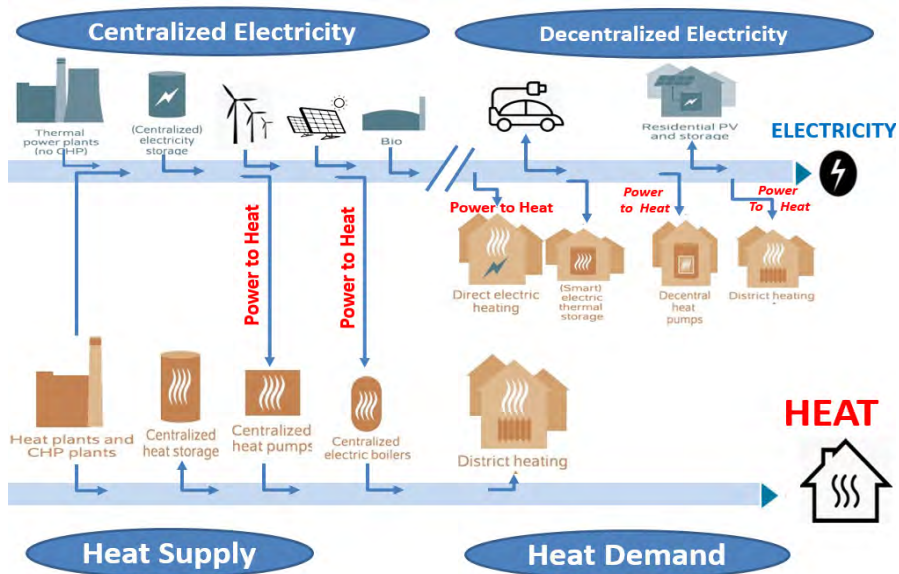 Centralized Electricity
Decentralized Electricity
Thermal
power plants
(no CHP)
(Centralized)
electricity
storage
Bio
Residential PV
and storage
ELECTRICITY
Power to Heat
Power to Heat
Power to Heat
Power
to Heat
Power
To Heat
Direct electric
heating
(Smart)
electric
thermal
storage
Decentral
heat
pumps
District heating
Heat plants and
CHP plants
Centralized
heat storage
Centralized
heat pumps
Centralized
electric boilers
District heating
HEAT
Heat Supply
Heat Demand